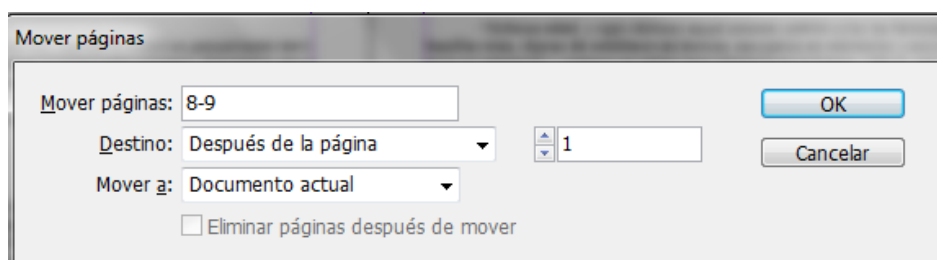 Mover páginas
Mover páginas: 8-9 OK
Destino: Después de la página 1 Cancelar
Mover a: Documento actual
Eliminar páginas después de mover